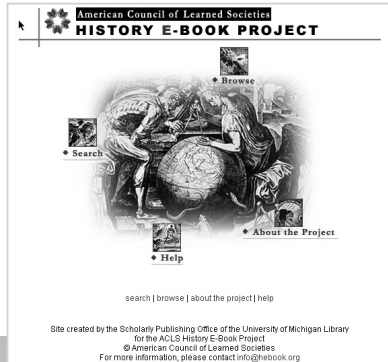 American Council of Learned Societies
HISTORY E-BOOK PROJECT
Browse
Search
About the Project
Help
search | browse | about the project | help
Site created by the Scholarly Publishing Office of the University of Michigan Library
for the ACLS History E-Book Project
© American Council of Learned Societies
For more information, please contact info@hebook.org